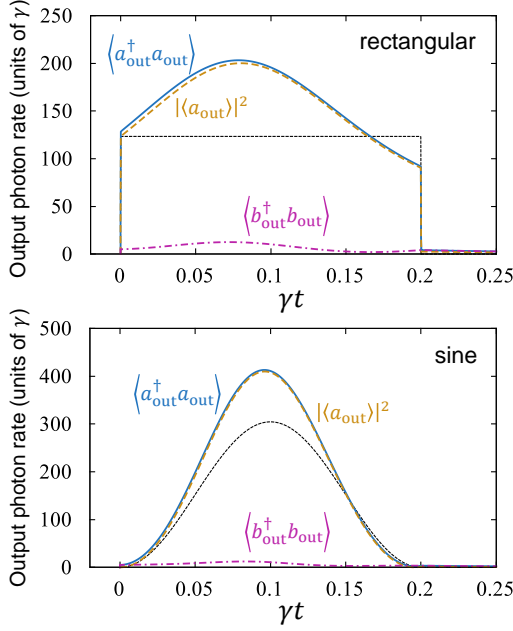 rectangular
Output photon rate (units of γ)
250
200
150
100
50
0
⟨a†out aout⟩
|⟨aout⟩|²
⟨b†out bout⟩
0 0.05 0.1 0.15 0.2 0.25
γt
sine
Output photon rate (units of γ)
500
400
300
200
100
0
⟨a†out aout⟩
|⟨aout⟩|²
⟨b†out bout⟩
0 0.05 0.1 0.15 0.2 0.25
γt